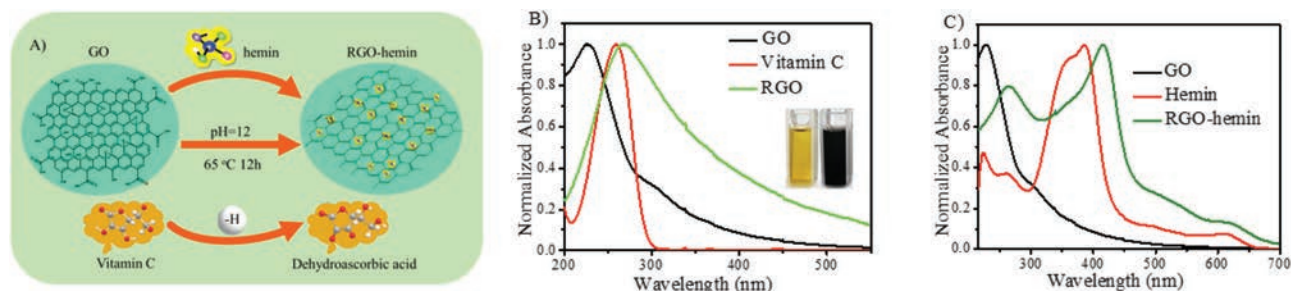 A)
GO
hemin
RGO-hemin
pH=12
65 °C 12h
-H
Vitamin C
Dehydroascorbic acid
B)
GO
Vitamin C
RGO
Normalized Absorbance
1.0
0.8
0.6
0.4
0.2
0.0
200 300 400 500
Wavelength (nm)
C)
GO
Hemin
RGO-hemin
Normalized Absorbance
1.0
0.8
0.6
0.4
0.2
0.0
300 400 500 600 700
Wavelength (nm)